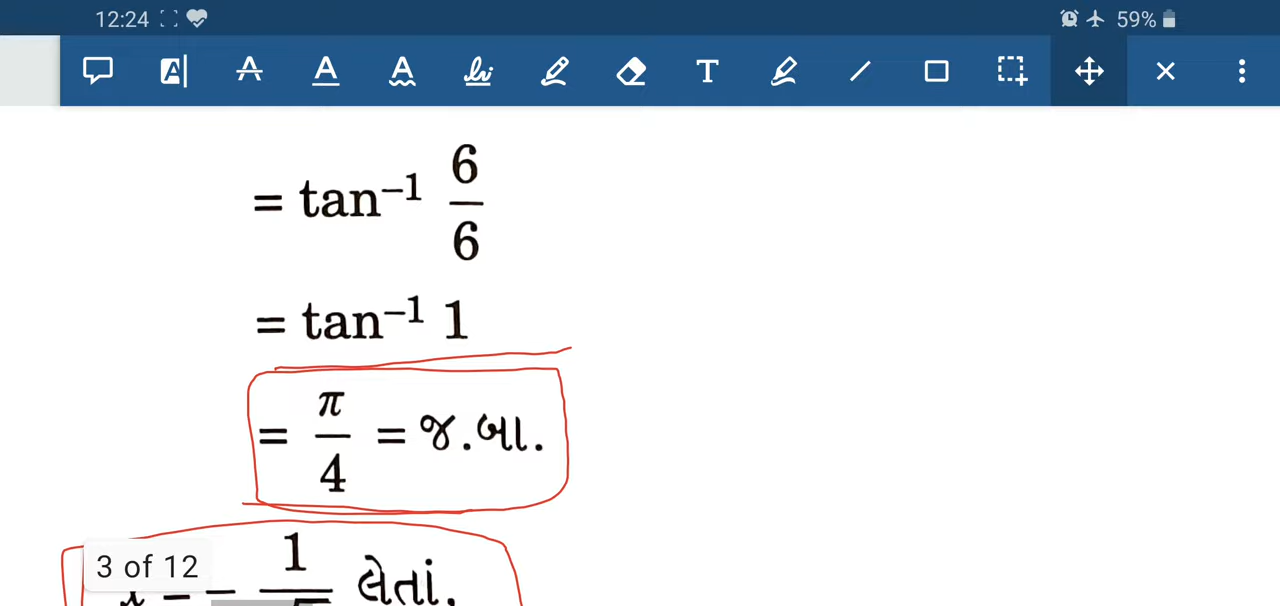 12:24 59%
= tan⁻¹ 6/6
= tan⁻¹ 1
= π/4 = જ.બા.
x = – 1/ લેતાં,
3 of 12